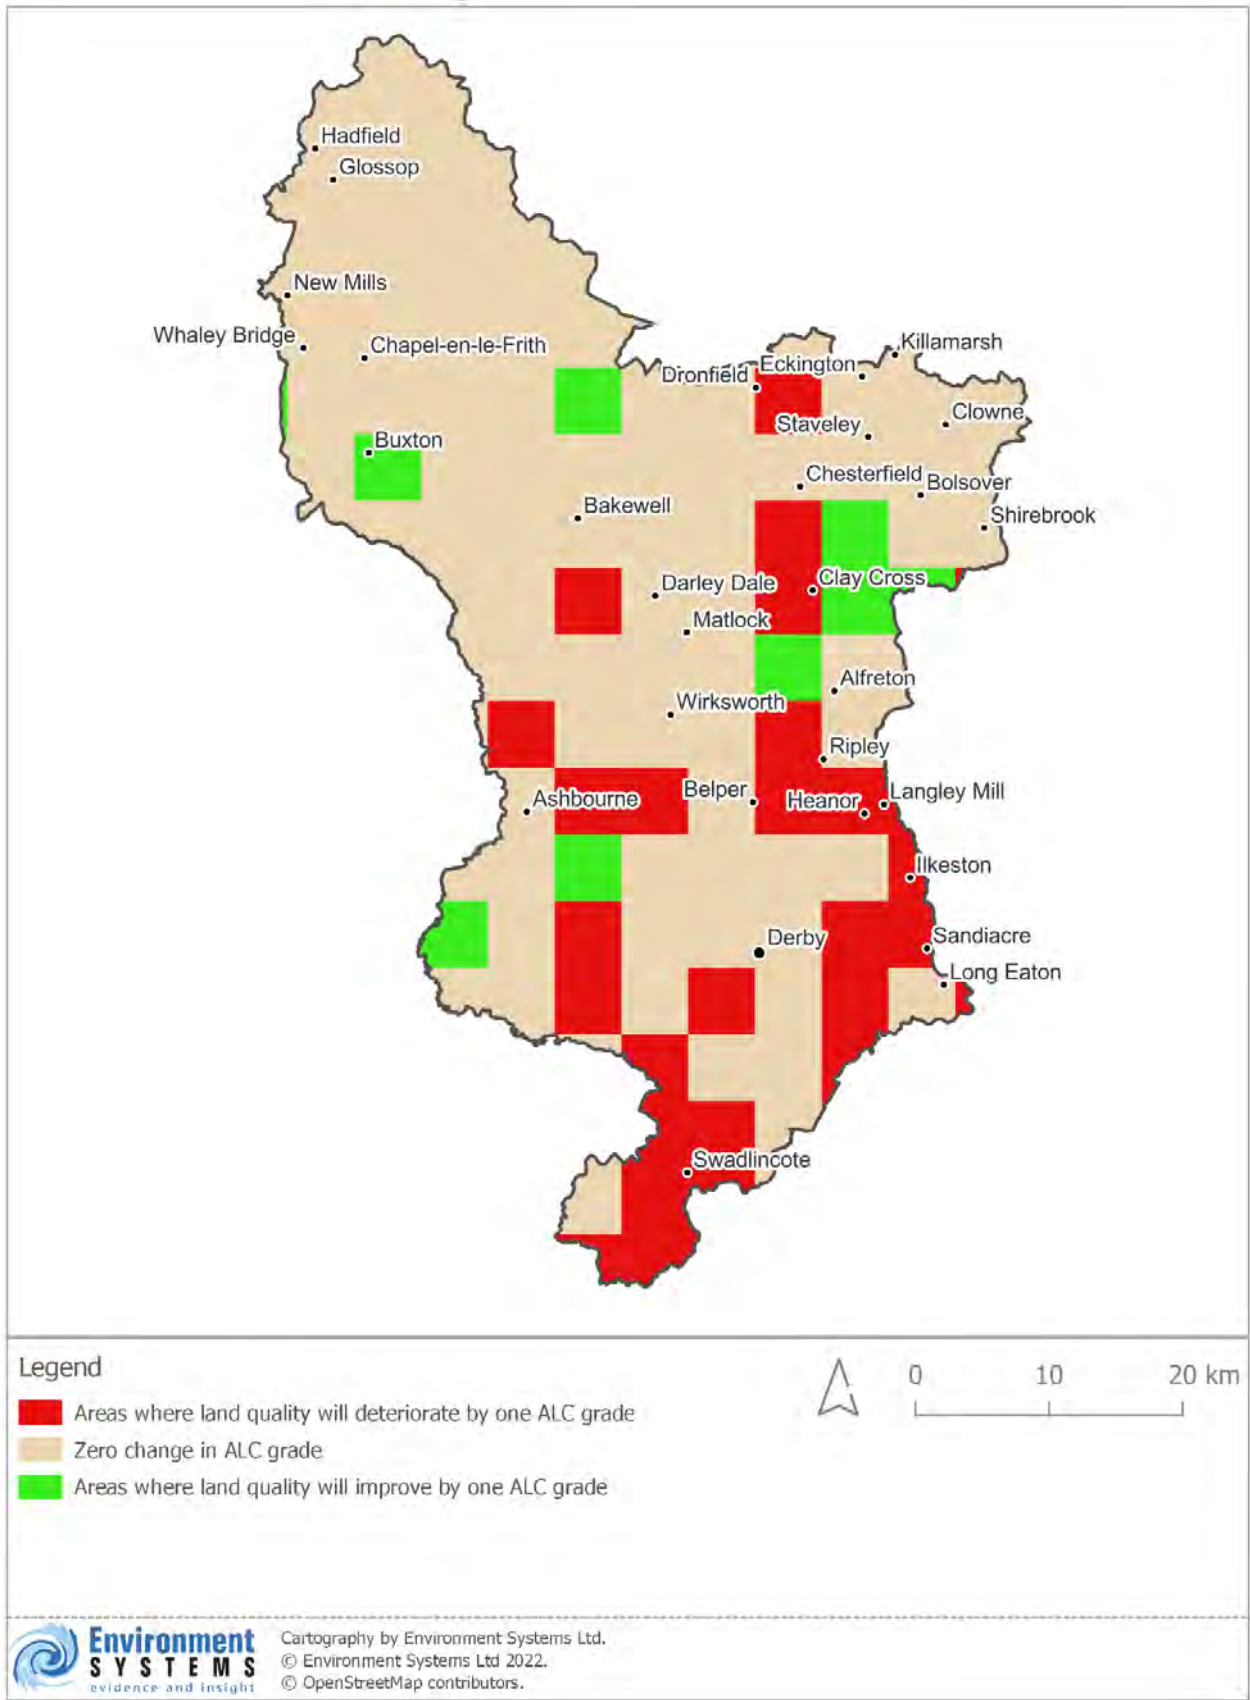 Hadfield
Glossop
New Mills
Whaley Bridge
Chapel-en-le-Frith
Killamarsh
Dronfield
Eckington
Clowne
Staveley
Buxton
Chesterfield
Bolsover
Bakewell
Shirebrook
Darley Dale
Clay Cross
Matlock
Alfreton
Wirksworth
Ripley
Belper
Langley Mill
Ashbourne
Heanor
Ilkeston
Derby
Sandiacre
Long Eaton
Swadlincote
Legend
0 10 20 km
Areas where land quality will deteriorate by one ALC grade
Zero change in ALC grade
Areas where land quality will improve by one ALC grade
Environment
SYSTEMS
evidence and insight
Cartography by Environment Systems Ltd.
© Environment Systems Ltd 2022.
© OpenStreetMap contributors.